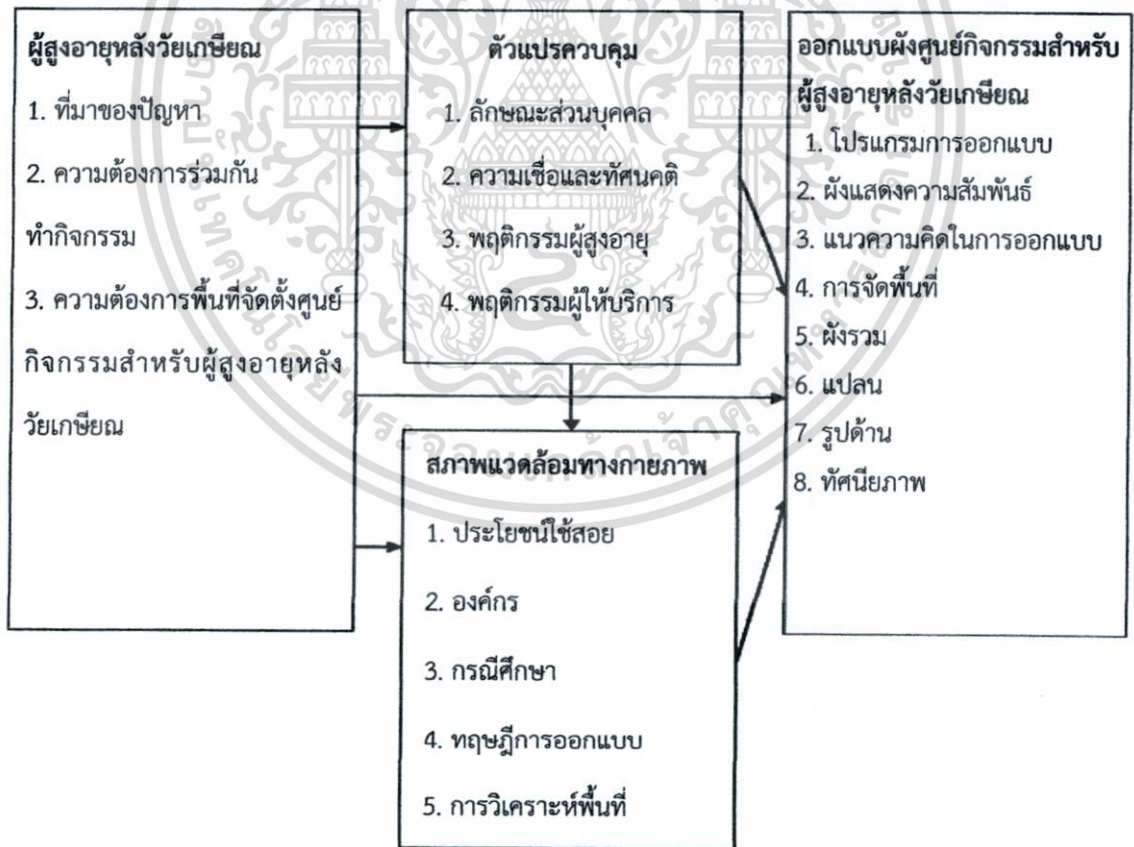 ผู้สูงอายุหลังวัยเกษียณ
1. ที่มาของปัญหา
2. ความต้องการร่วมกัน
ทำกิจกรรม
3. ความต้องการพื้นที่จัดตั้งศูนย์
กิจกรรมสำหรับผู้สูงอายุหลัง
วัยเกษียณ
ตัวแปรควบคุม
1. ลักษณะส่วนบุคคล
2. ความเชื่อและทัศนคติ
3. พฤติกรรมผู้สูงอายุ
4. พฤติกรรมผู้ให้บริการ
สภาพแวดล้อมทางกายภาพ
1. ประโยชน์ใช้สอย
2. องค์กร
3. กรณีศึกษา
4. ทฤษฎีการออกแบบ
5. การวิเคราะห์พื้นที่
ออกแบบผังศูนย์กิจกรรมสำหรับ
ผู้สูงอายุหลังวัยเกษียณ
1. โปรแกรมการออกแบบ
2. ผังแสดงความสัมพันธ์
3. แนวความคิดในการออกแบบ
4. การจัดพื้นที่
5. ผังรวม
6. แปลน
7. รูปด้าน
8. ทัศนียภาพ